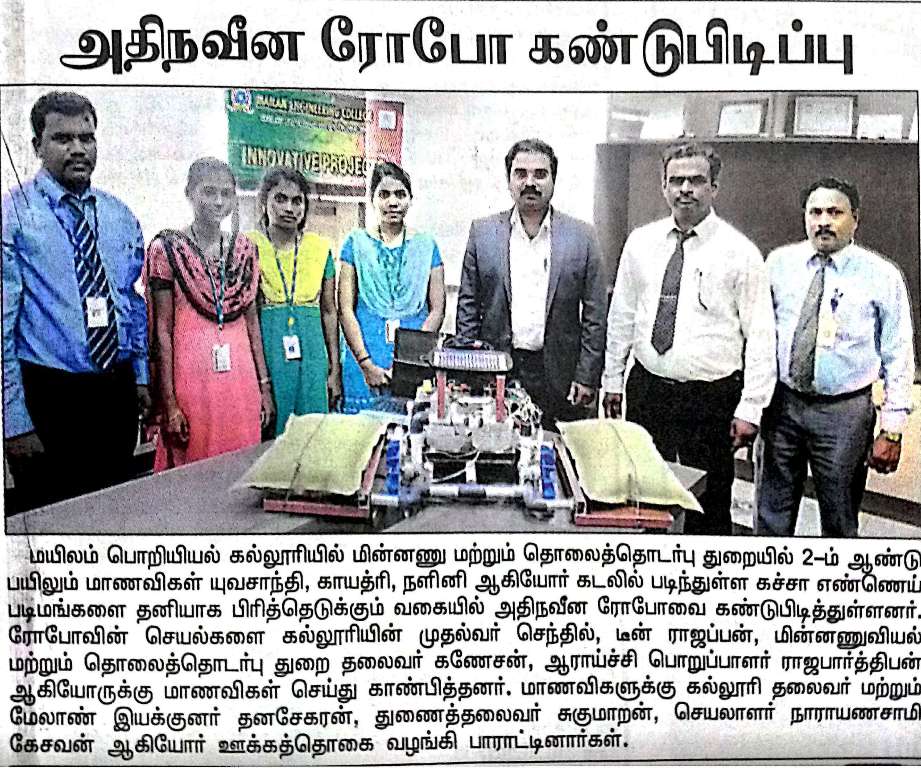 அதிநவீன ரோபோ கண்டுபிடிப்பு
MAILAM ENGINEERING COLLEGE
INNOVATIVE PROJECT
மயிலம் பொறியியல் கல்லூரியில் மின்னணு மற்றும் தொலைத்தொடர்பு துறையில் 2-ம் ஆண்டு
பயிலும் மாணவிகள் யுவசாந்தி, காயத்ரி, நளினி ஆகியோர் கடலில் படிந்துள்ள கச்சா எண்ணெய்
படிமங்களை தனியாக பிரித்தெடுக்கும் வகையில் அதிநவீன ரோபோவை கண்டுபிடித்துள்ளனர்.
ரோபோவின் செயல்களை கல்லூரியின் முதல்வர் செந்தில், டீன் ராஜப்பன், மின்னணுவியல்
மற்றும் தொலைத்தொடர்பு துறை தலைவர் கணேசன், ஆராய்ச்சி பொறுப்பாளர் ராஜபார்த்திபன்
ஆகியோருக்கு மாணவிகள் செய்து காண்பித்தனர். மாணவிகளுக்கு கல்லூரி தலைவர் மற்றும்
மேலாண் இயக்குனர் தனசேகரன், துணைத்தலைவர் சுகுமாறன், செயலாளர் நாராயணசாமி
கேசவன் ஆகியோர் ஊக்கத்தொகை வழங்கி பாராட்டினார்கள்.